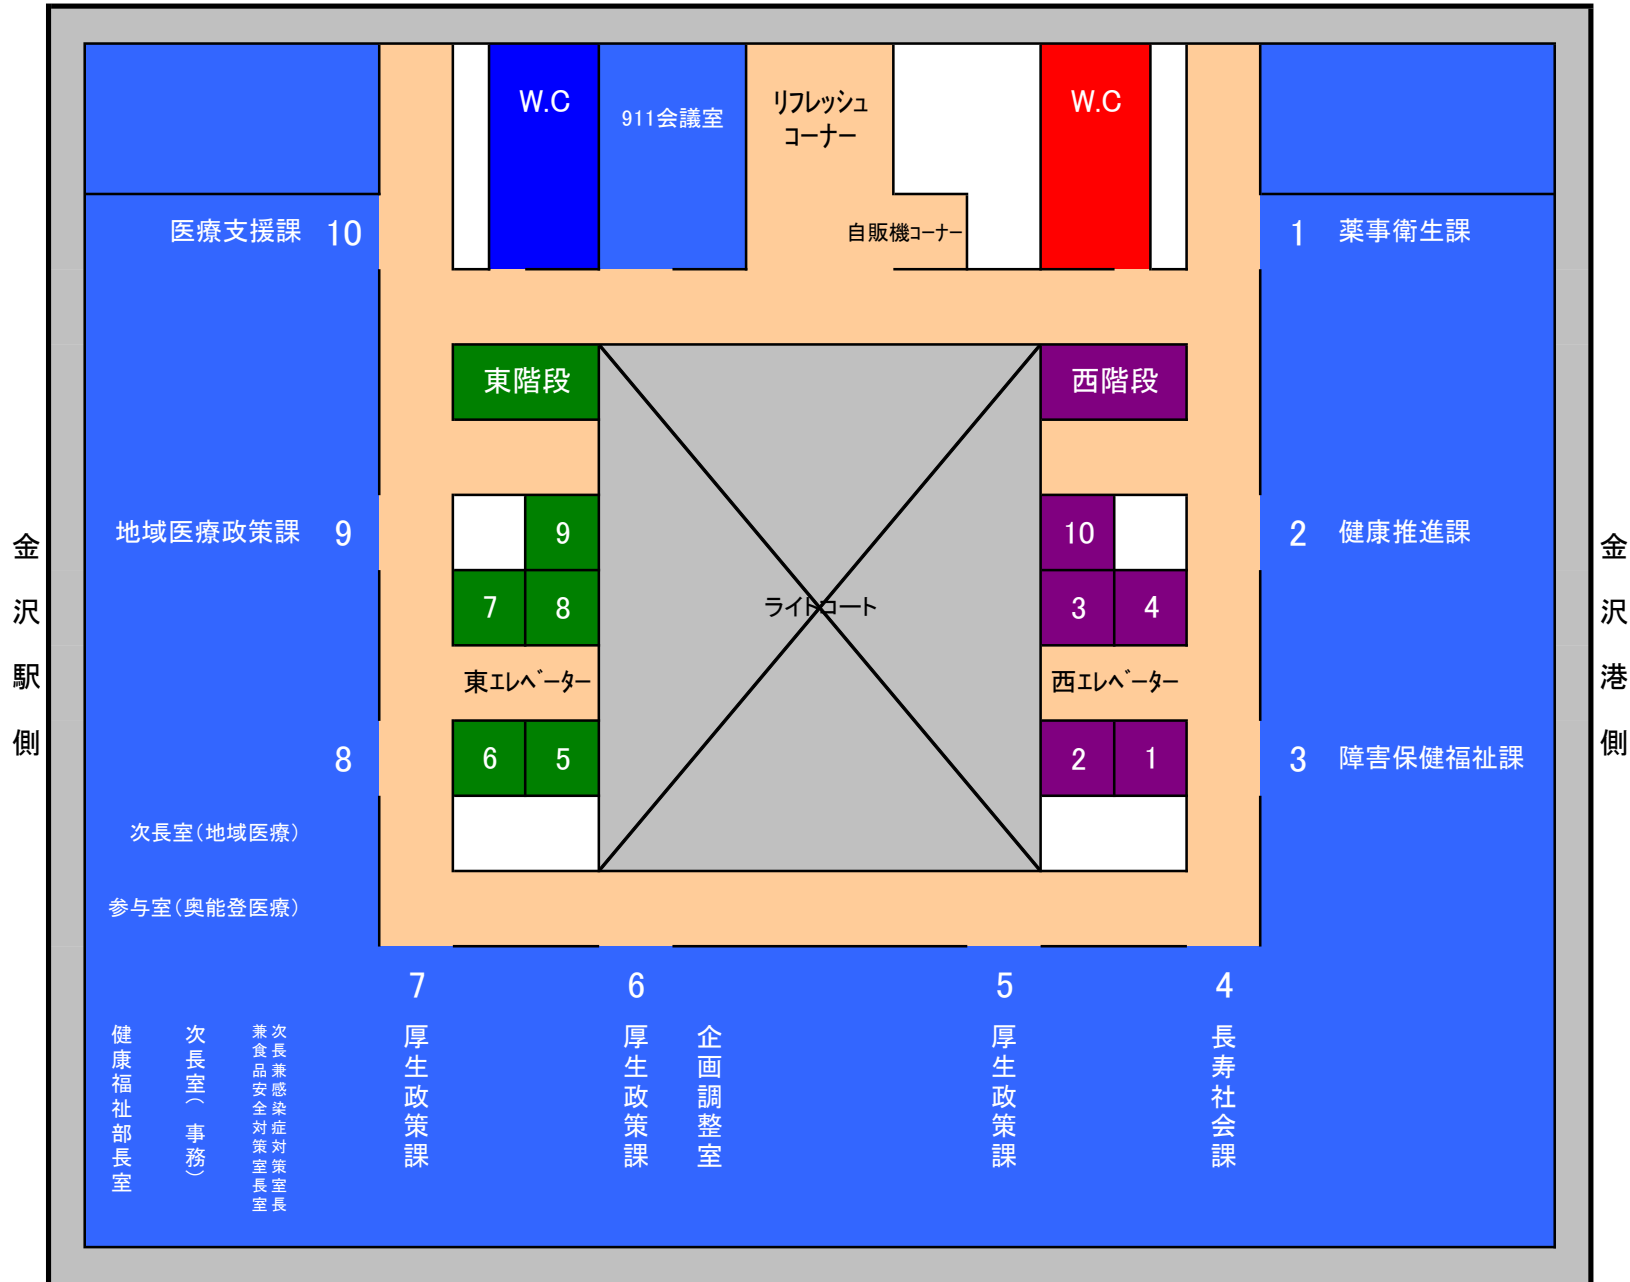 W.C
911会議室
リフレッシュ
コーナー
W.C
医療支援課 10
自販機コーナー
1 薬事衛生課
東階段
西階段
地域医療政策課 9
9
10
2 健康推進課
7 8
ライトコート
3 4
金沢駅側
金沢港側
東エレベーター
西エレベーター
8
6 5
2 1
3 障害保健福祉課
次長室(地域医療)
参与室(奥能登医療)
7
厚生政策課
6
厚生政策課
企画調整室
5
厚生政策課
4
長寿社会課
健康福祉部長室
次長室(事務)
次長兼感染症対策室長
兼食品安全対策室長室